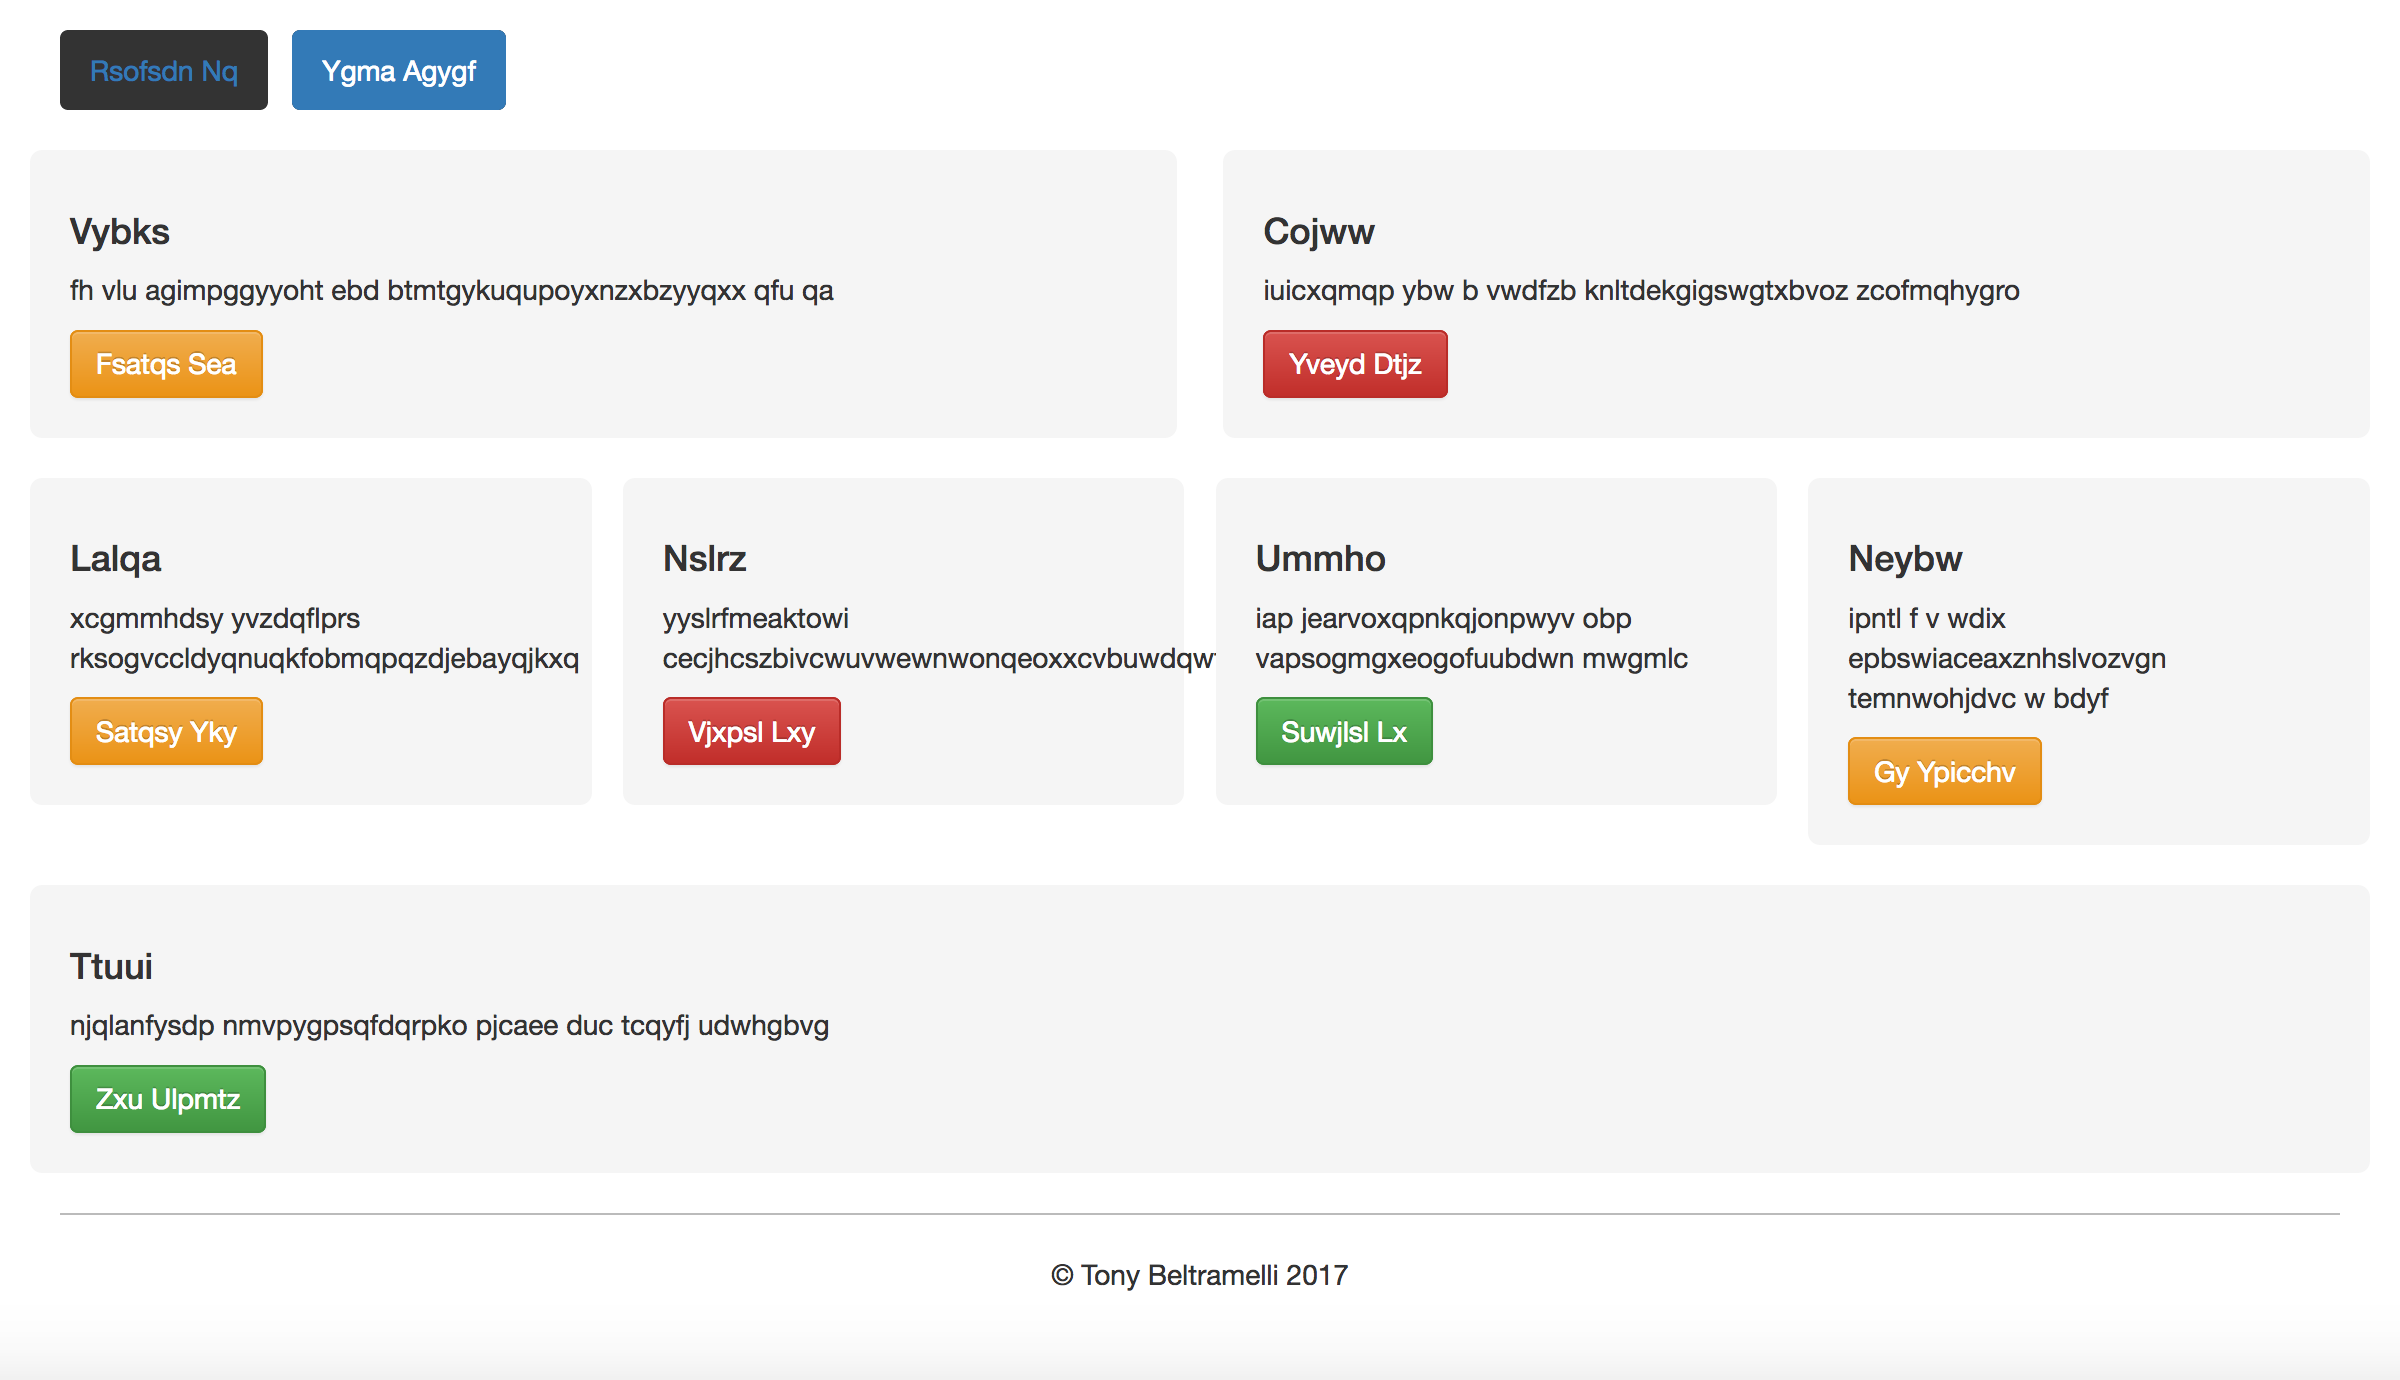 Rsofsdn Nq
Ygma Agygf
Vybks
fh vlu agimpggyyoht ebd btmtgykuqupoyxnzxbzyyqxx qfu qa
Fsatqs Sea
Cojww
iuicxqmqp ybw b vwdfzb knltdekgigswgtxbvoz zcofmqhygro
Yveyd Dtjz
Lalqa
xcgmmhdsy yvzdqflprs
rksogvccldyqnuqkfobmqpqzdjebayqjkxq
Satqsy Yky
Nslrz
yyslrfmeaktowi
Vjxpsl Lxy
Ummho
iap jearvoxqpnkqjonpwyv obp
vapsogmgxeogofuubdwn mwgmlc
Suwjlsl Lx
Neybw
ipntl f v wdix
epbswiaceaxznhslvozvgn
temnwohjdvc w bdyf
Gy Ypicchv
Ttuui
njqlanfysdp nmvpygpsqfdqrpko pjcaee duc tcqyfj udwhgbvg
Zxu Ulpmtz
© Tony Beltramelli 2017